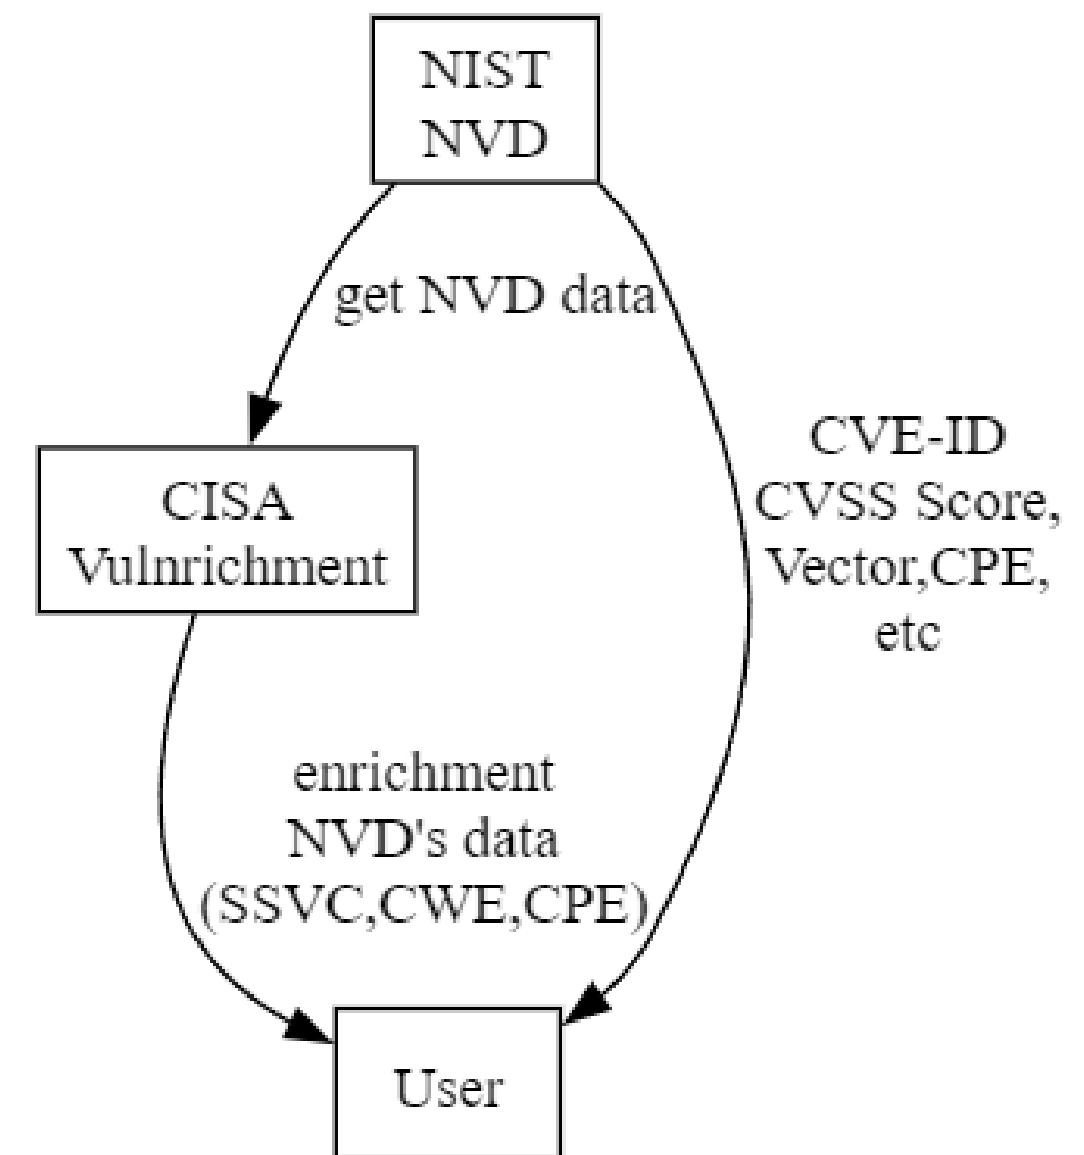 NIST
NVD
get NVD data
CISA
Vulnrichment
CVE-ID
CVSS Score,
Vector,CPE,
etc
enrichment
NVD's data
(SSVC,CWE,CPE)
User